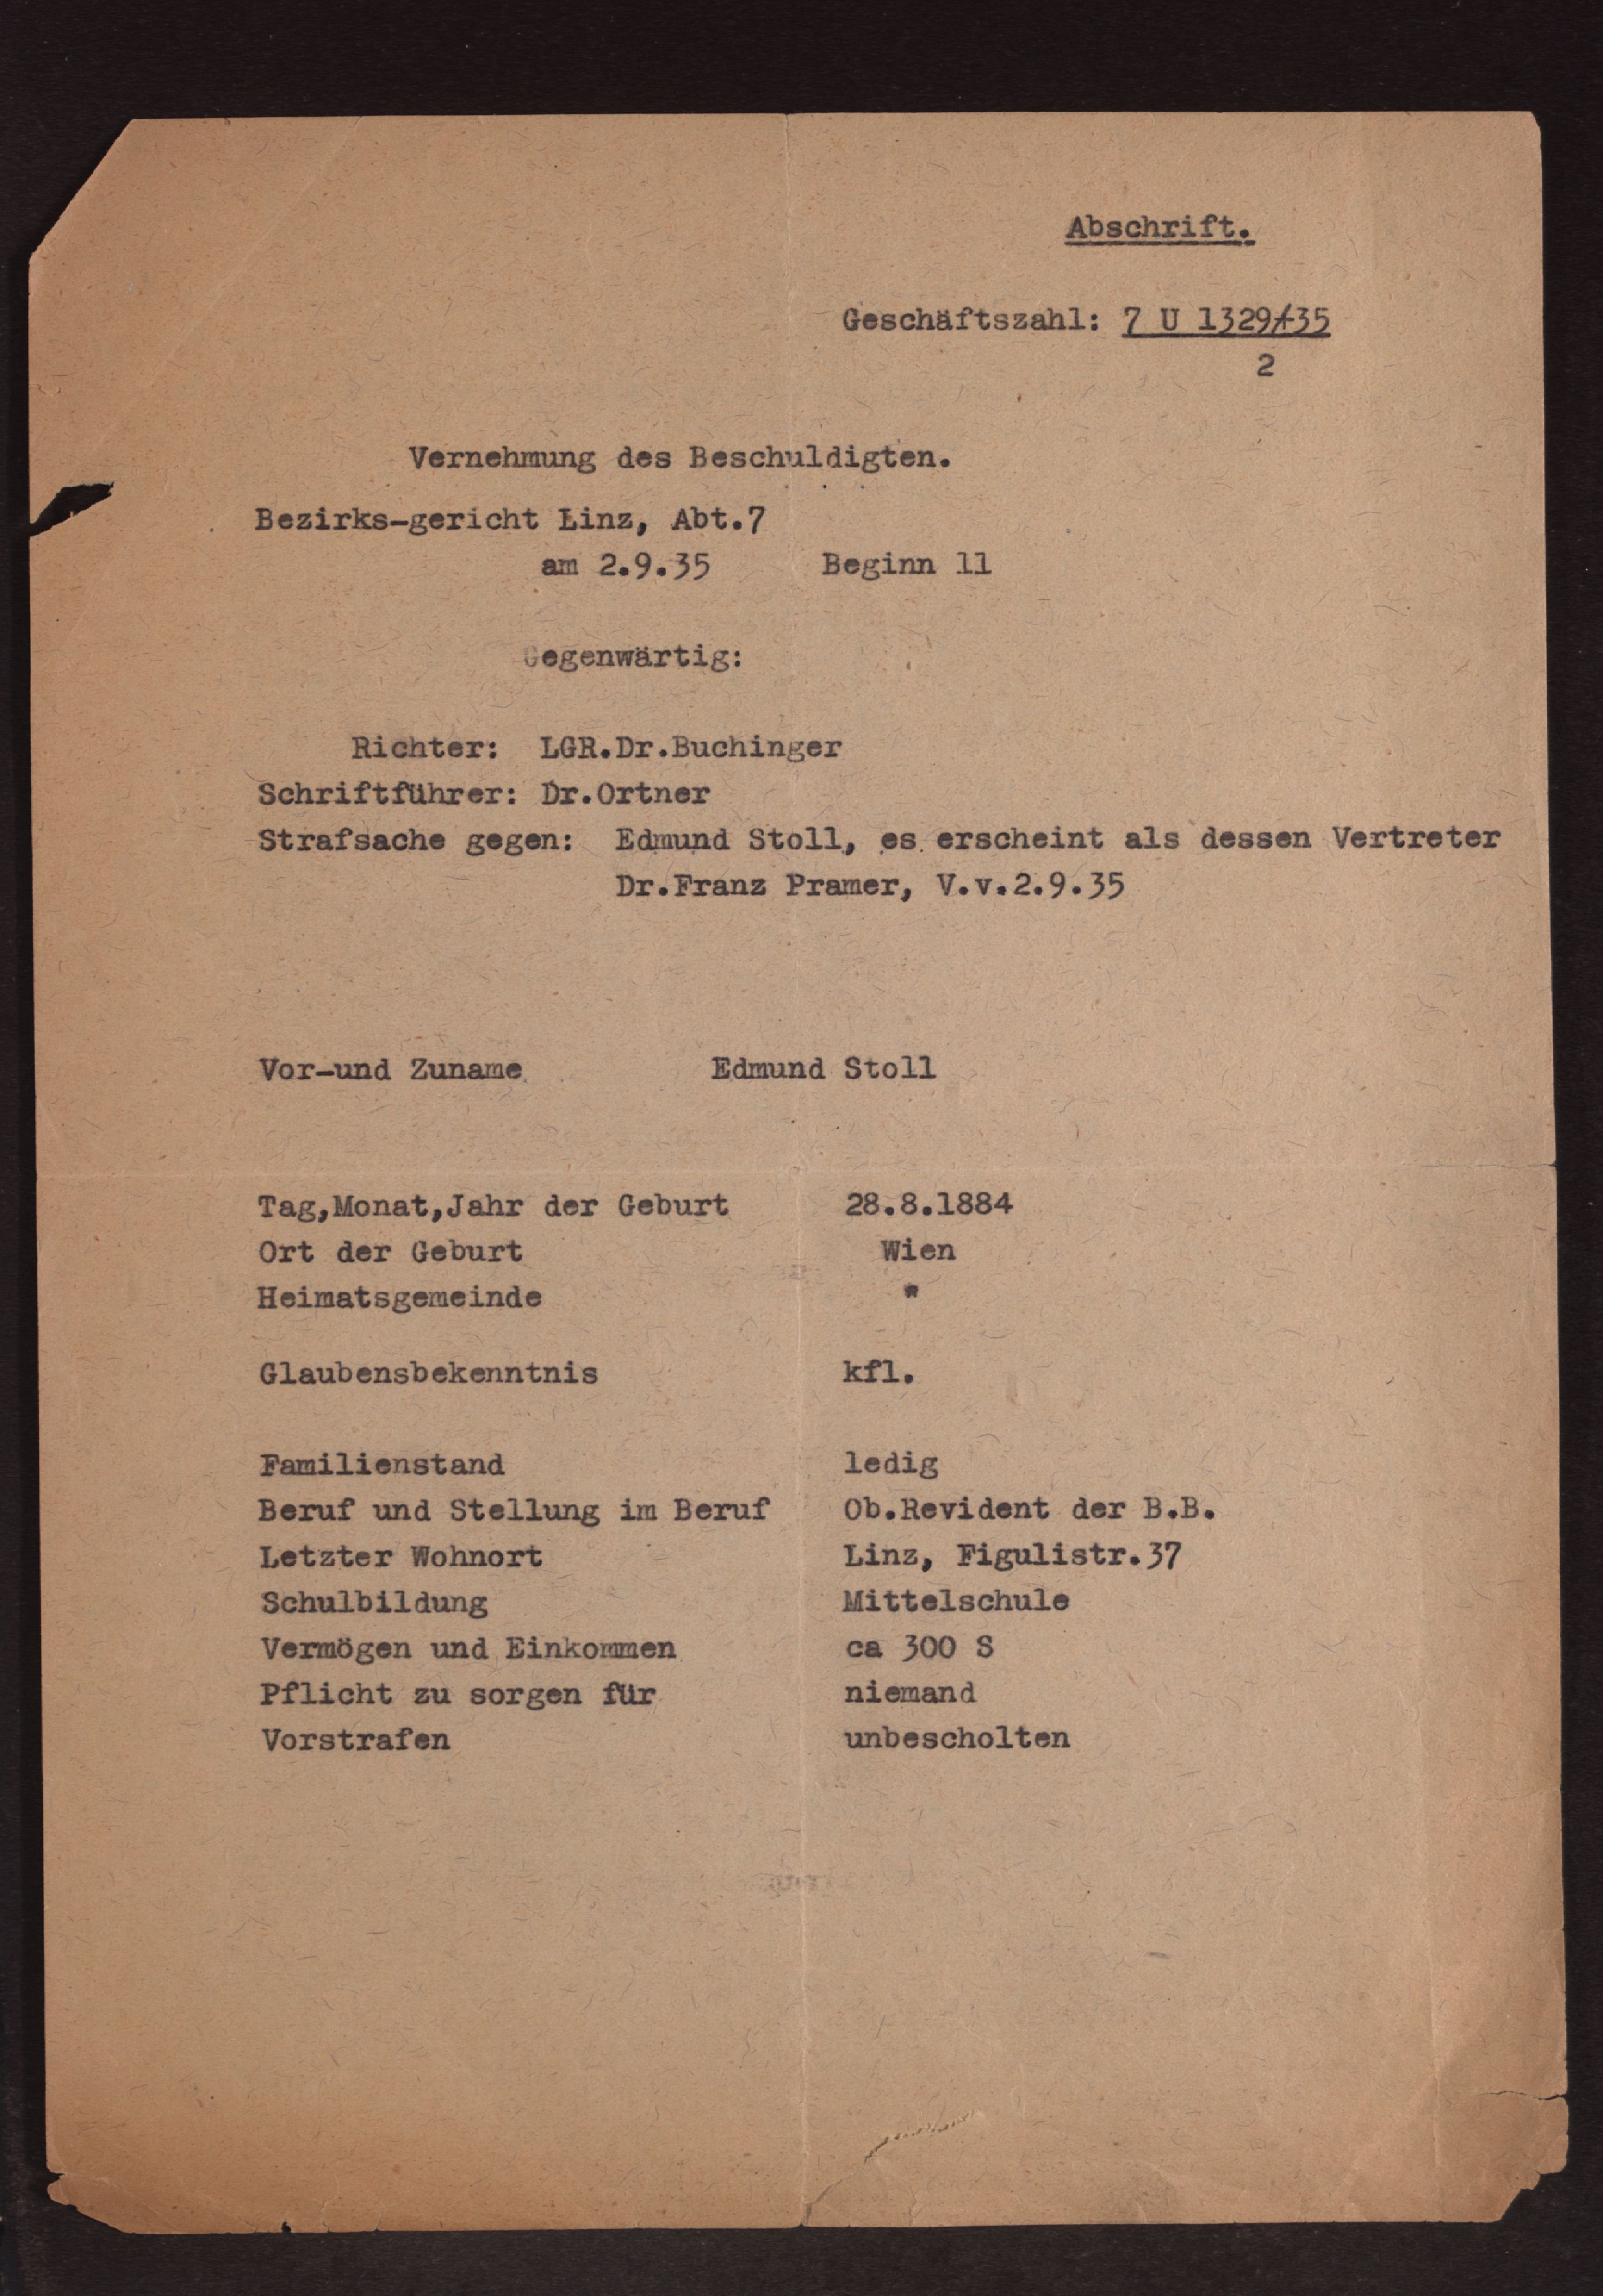 Abschrift.
Geschäftszahl: 7 U 1329/35
2
Vernehmung des Beschuldigten.
Bezirks-gericht Linz, Abt.7
am 2.9.35 Beginn 11
Gegenwärtig:
Richter: LGR.Dr.Buchinger
Schriftführer: Dr.Ortner
Strafsache gegen: Edmund Stoll, es erscheint als dessen Vertreter
Dr.Franz Pramer, V.v.2.9.35
Vor-und Zuname Edmund Stoll
Tag,Monat,Jahr der Geburt 28.8.1884
Ort der Geburt Wien
Heimatsgemeinde "
Glaubensbekenntnis kfl.
Familienstand ledig
Beruf und Stellung im Beruf Ob.Revident der B.B.
Letzter Wohnort Linz, Figulistr.37
Schulbildung Mittelschule
Vermögen und Einkommen ca 300 S
Pflicht zu sorgen für niemand
Vorstrafen unbescholten